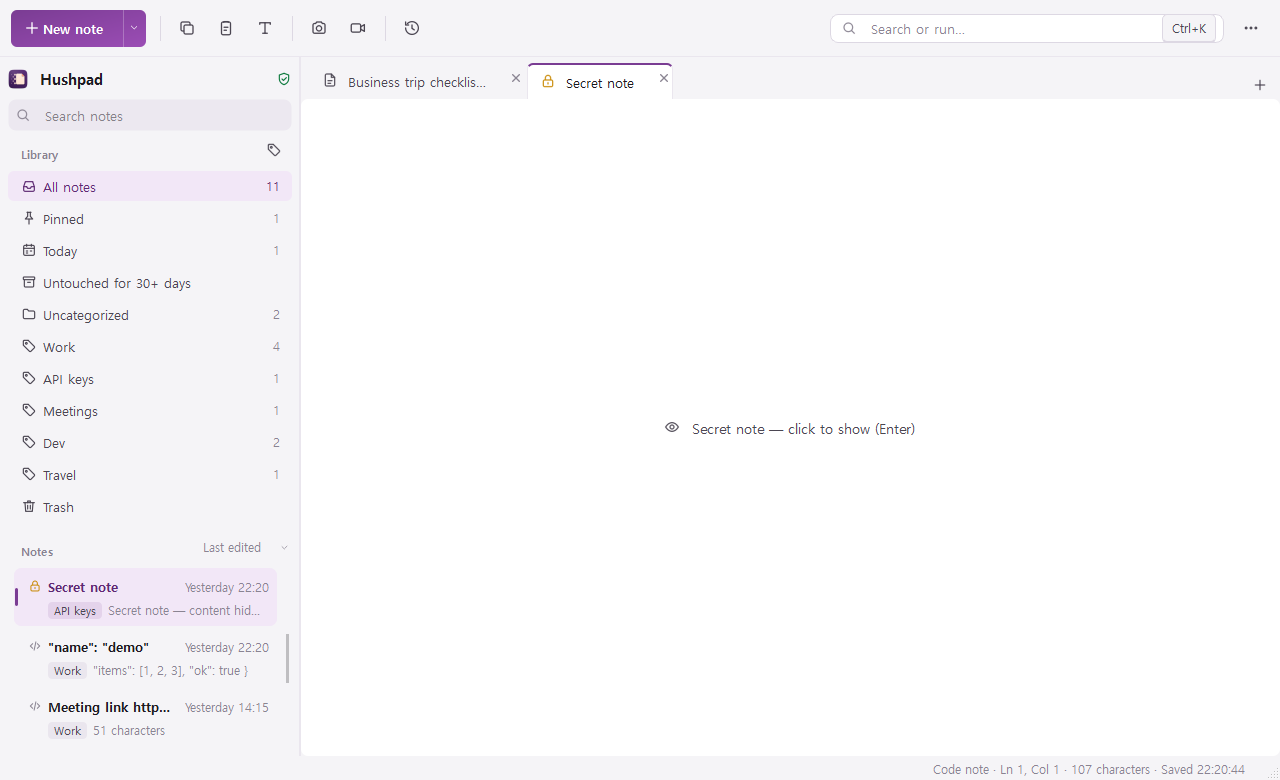 New note
Search or run...
Ctrl+K
Hushpad
Business trip checklis...
Secret note
Search notes
Library
All notes 11
Pinned 1
Today 1
Untouched for 30+ days
Uncategorized 2
Work 4
API keys 1
Meetings 1
Dev 2
Travel 1
Trash
Secret note — click to show (Enter)
Notes Last edited
Secret note Yesterday 22:20
API keys Secret note — content hid...
"name": "demo" Yesterday 22:20
Work "items": [1, 2, 3], "ok": true }
Meeting link http... Yesterday 14:15
Work 51 characters
Code note · Ln 1, Col 1 · 107 characters · Saved 22:20:44